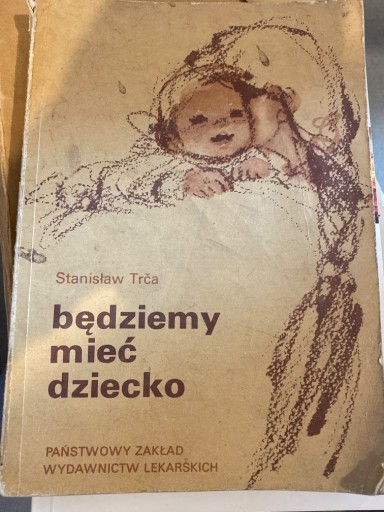 Stanisław Trča
będziemy
mieć
dziecko
PAŃSTWOWY ZAKŁAD
WYDAWNICTW LEKARSKICH